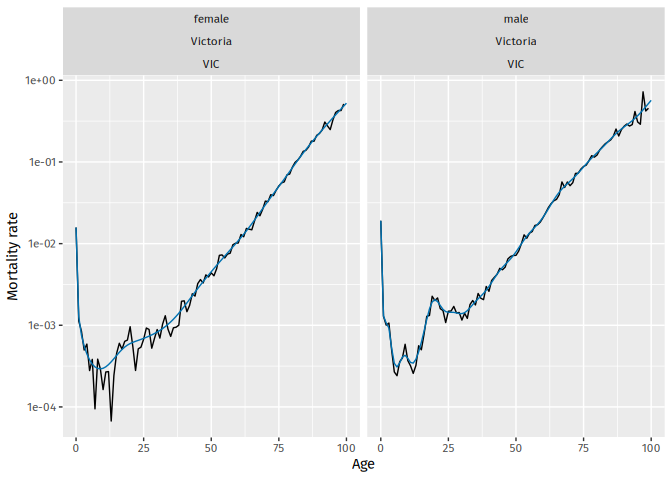 female
male
Victoria
Victoria
VIC
VIC
1e+00
1e-01
1e-02
1e-03
1e-04
Mortality rate
0
25
50
75
100
0
25
50
75
100
Age